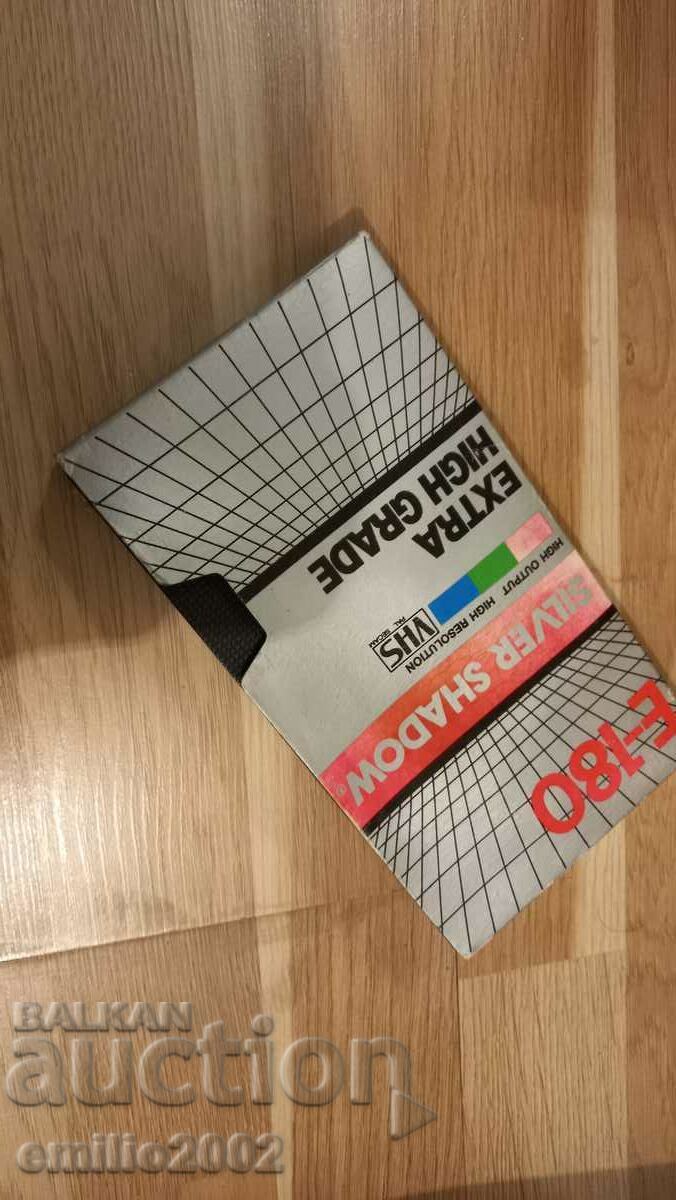 E-180
SILVER SHADOW®
HIGH OUTPUT HIGH RESOLUTION
VHS
PAL SECAM
EXTRA
HIGH GRADE
BALKAN
auction
emilio2002